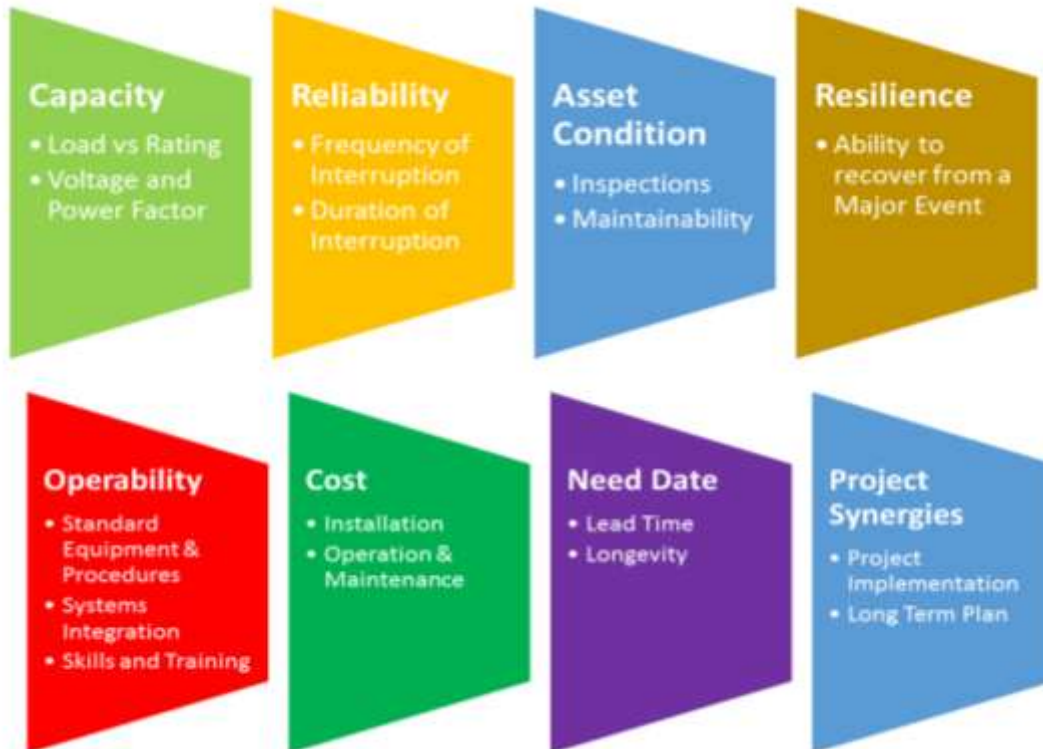 Capacity
• Load vs Rating
• Voltage and
Power Factor
Reliability
• Frequency of
Interruption
• Duration of
Interruption
Asset
Condition
• Inspections
• Maintainability
Resilience
• Ability to
recover from a
Major Event
Operability
• Standard
Equipment &
Procedures
• Systems
Integration
• Skills and Training
Cost
• Installation
• Operation &
Maintenance
Need Date
• Lead Time
• Longevity
Project
Synergies
• Project
Implementation
• Long Term Plan